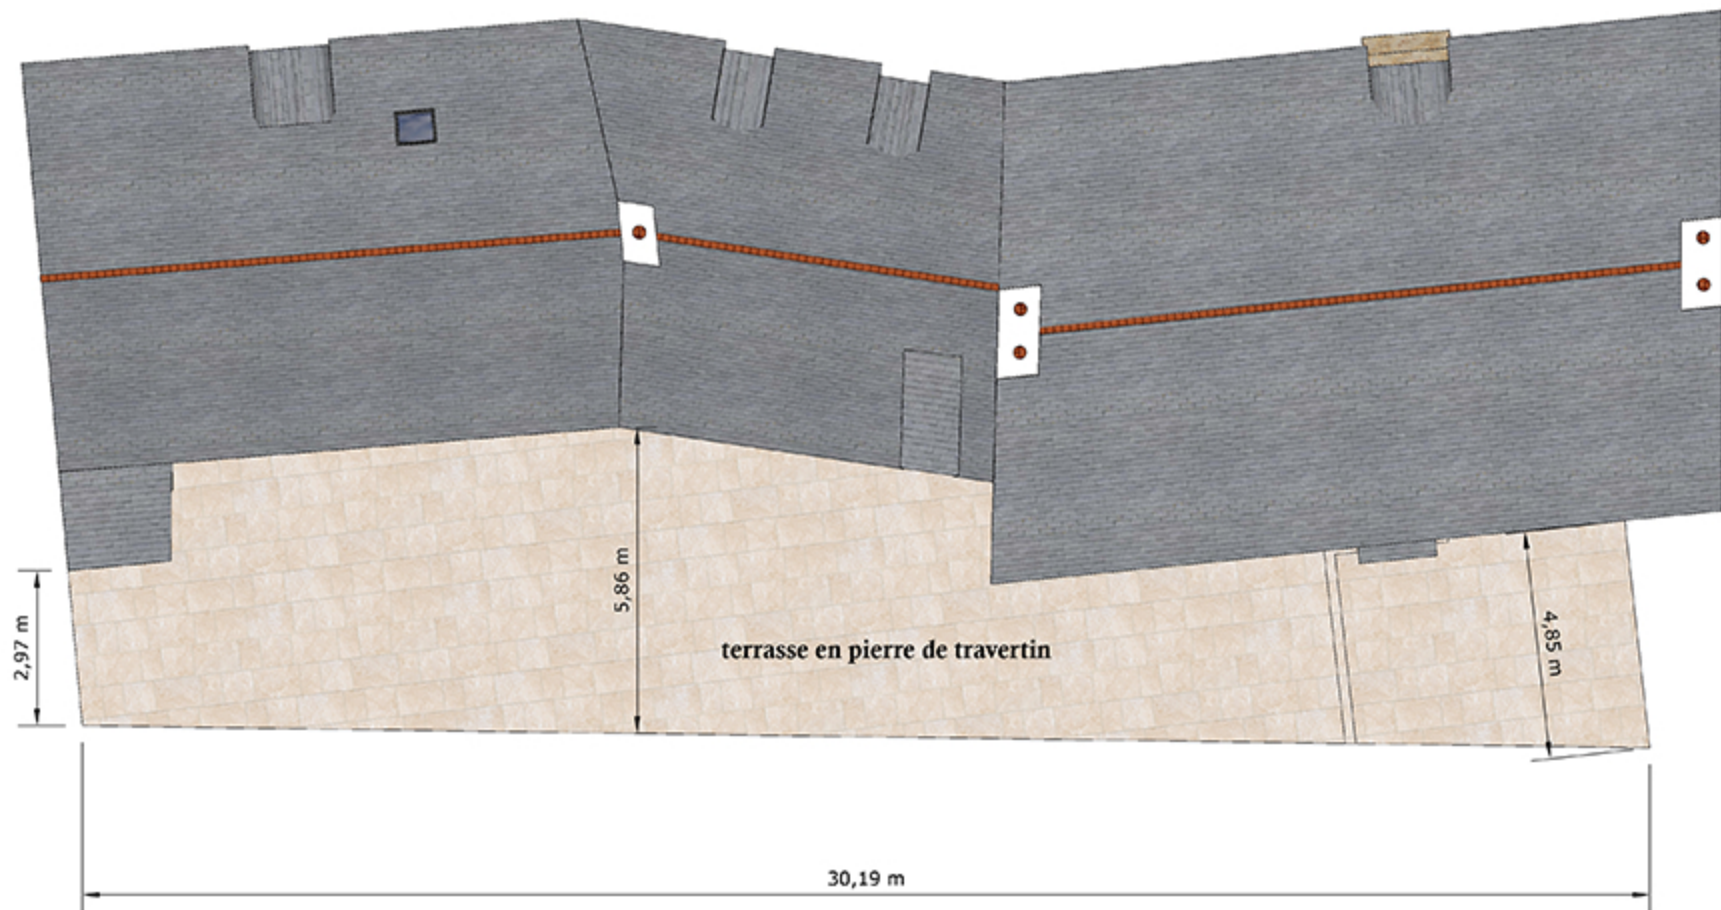 5,86 m
2,97 m
4,85 m
terrasse en pierre de travertin
30,19 m